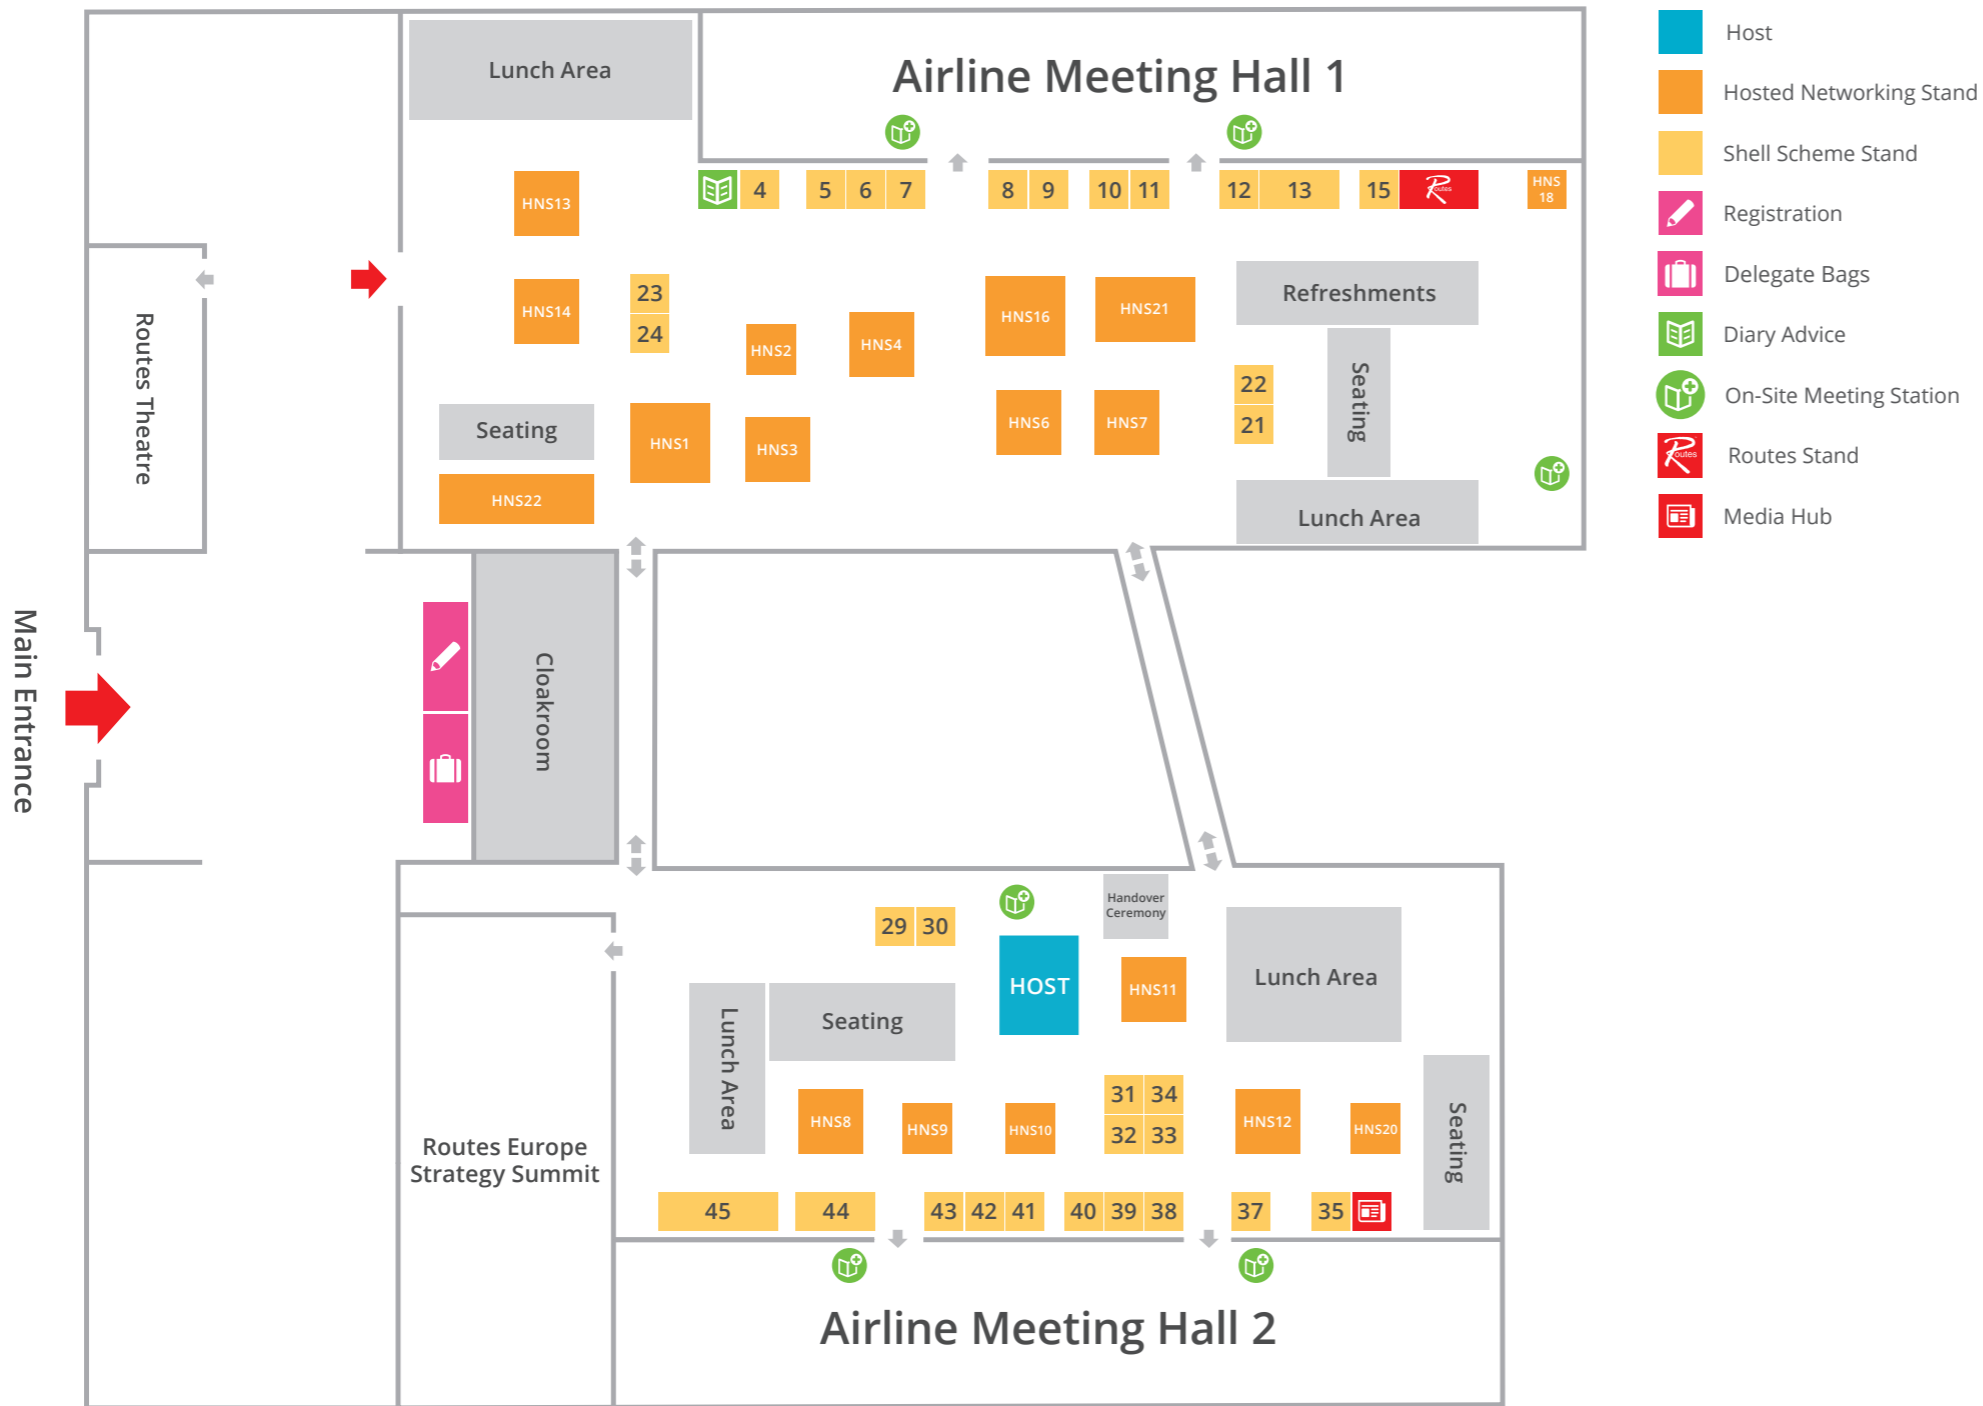 Lunch Area
Airline Meeting Hall 1
Host
Hosted Networking Stand
Shell Scheme Stand
Registration
Delegate Bags
Diary Advice
On-Site Meeting Station
Routes
Routes Stand
Media Hub
4
5
6
7
8
9
10
11
12
13
15
Routes
HNS
18
HNS13
HNS14
23
24
HNS2
HNS4
HNS16
HNS21
Refreshments
Seating
22
21
Routes Theatre
Seating
HNS1
HNS3
HNS6
HNS7
HNS22
Lunch Area
Main Entrance
Cloakroom
29
30
Handover
Ceremony
HOST
HNS11
Lunch Area
Lunch Area
Seating
31
34
32
33
HNS8
HNS9
HNS10
HNS12
HNS20
Seating
Routes Europe
Strategy Summit
45
44
43
42
41
40
39
38
37
35
Airline Meeting Hall 2